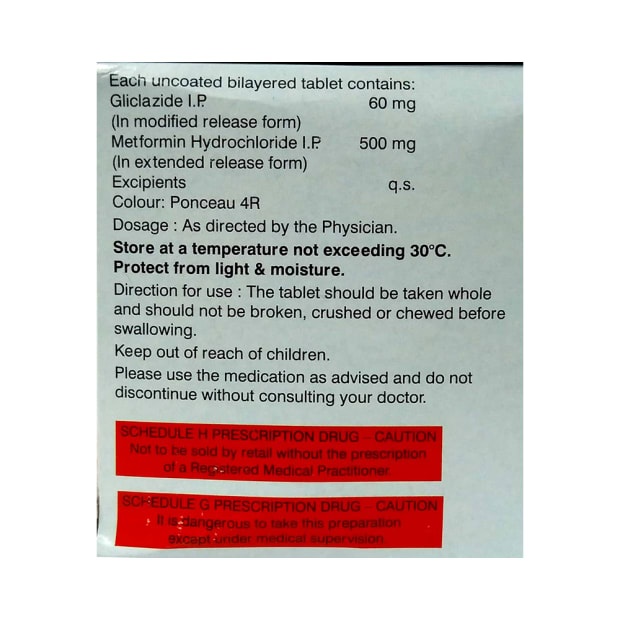 Each uncoated bilayered tablet contains:
Gliclazide I.P. 60 mg
(In modified release form)
Metformin Hydrochloride I.P. 500 mg
(In extended release form)
Excipients q.s.
Colour: Ponceau 4R
Dosage : As directed by the Physician.
Store at a temperature not exceeding 30°C.
Protect from light & moisture.
Direction for use : The tablet should be taken whole
and should not be broken, crushed or chewed before
swallowing.
Keep out of reach of children.
Please use the medication as advised and do not
discontinue without consulting your doctor.
SCHEDULE H PRESCRIPTION DRUG – CAUTION
Not to be sold by retail without the prescription
of a Registered Medical Practitioner.
SCHEDULE G PRESCRIPTION DRUG – CAUTION
It is dangerous to take this preparation
except under medical supervision.